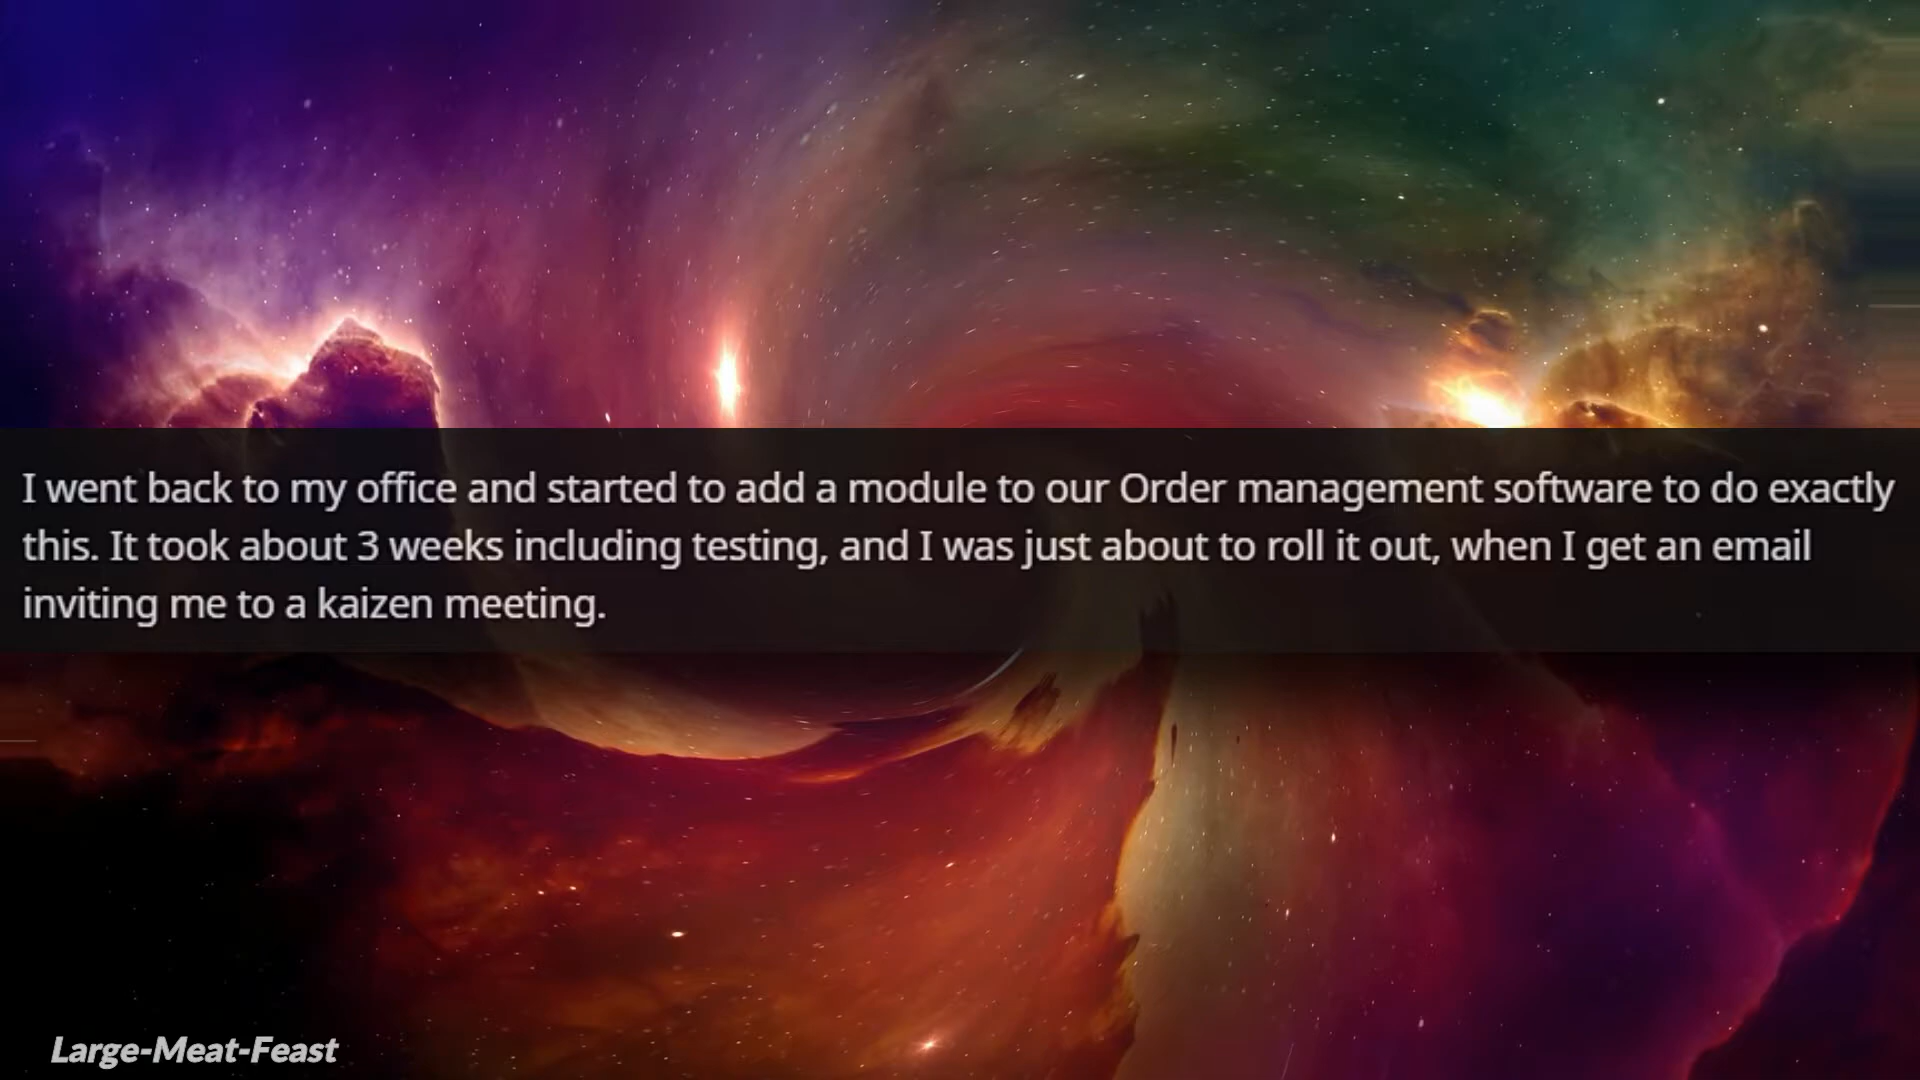 I went back to my office and started to add a module to our Order management software to do exactly
this. It took about 3 weeks including testing, and I was just about to roll it out, when I get an email
inviting me to a kaizen meeting.
Large-Meat-Feast